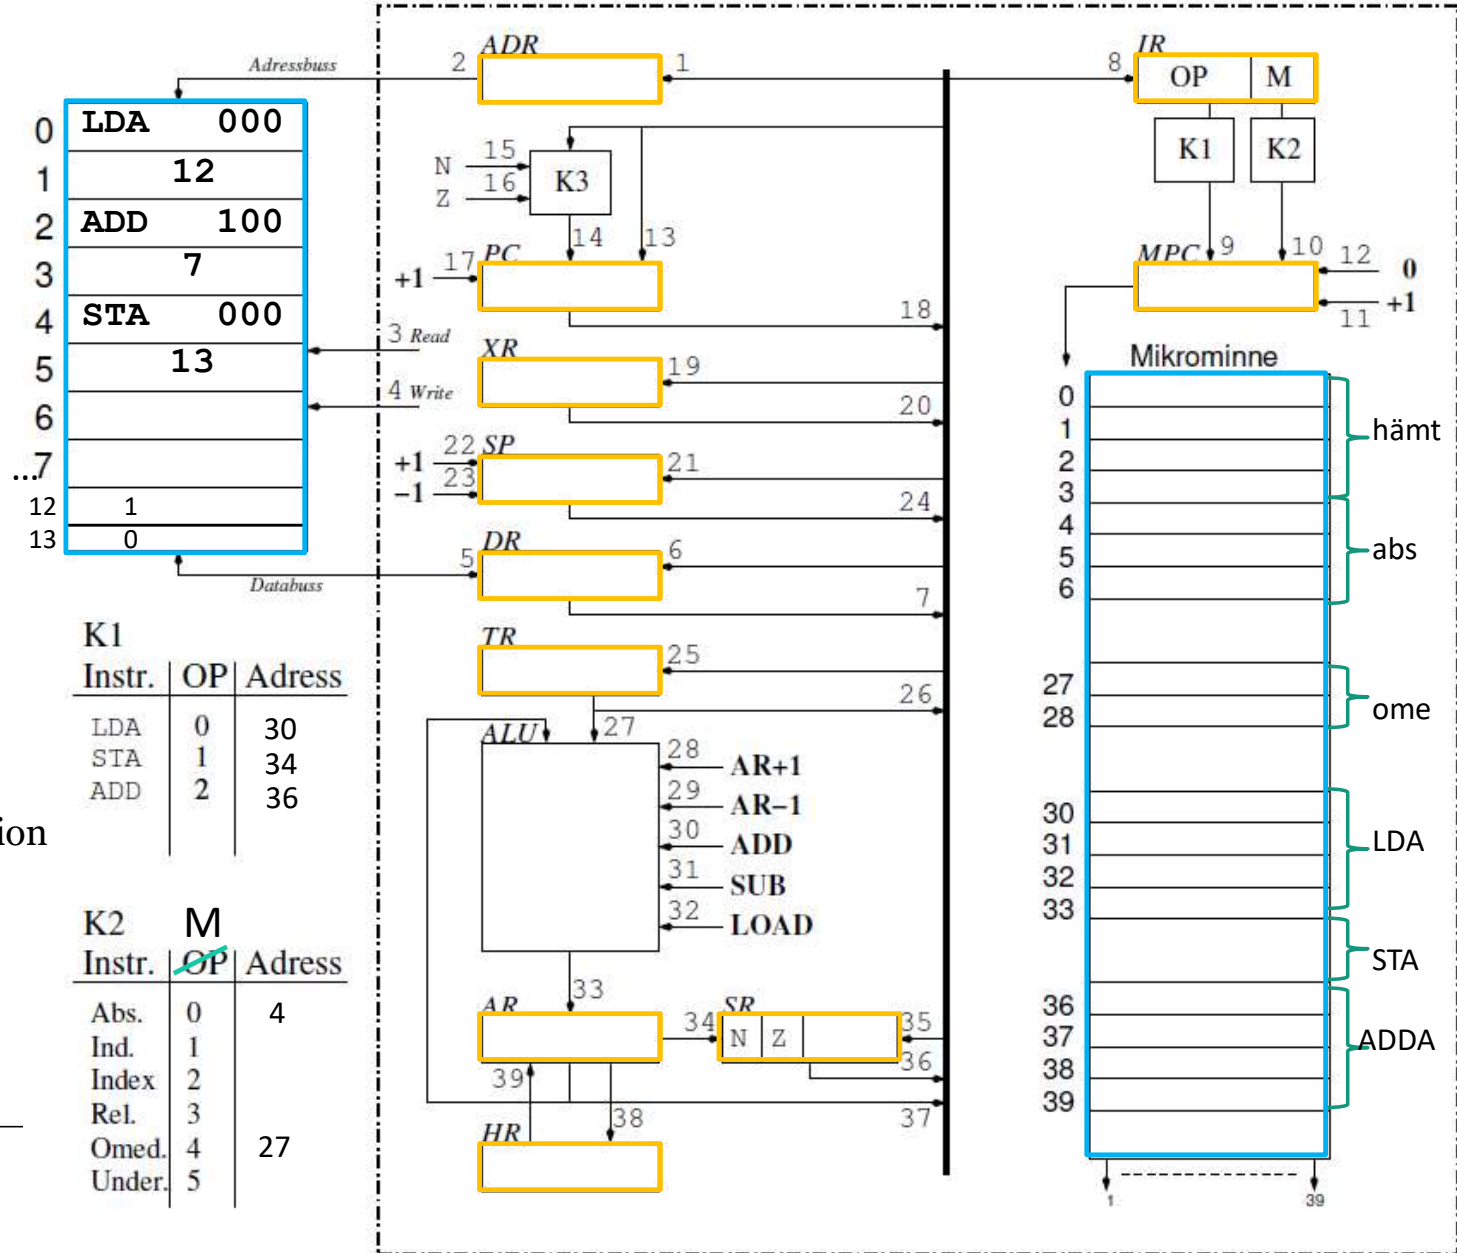 Adressbuss
0 LDA 000
1 12
2 ADD 100
3 7
4 STA 000
5 13
6
...7
12 1
13 0
Databuss
3 Read
4 Write
2 ADR 1
N 15
Z 16
K3
14 13
+1 17 PC
18
XR 19
20
+1 22 SP 21
−1 23
24
5 DR 6
7
TR 25
26
27
ALU
28 AR+1
29 AR−1
30 ADD
31 SUB
32 LOAD
33
AR 34 SR 35
N Z
36
39 38 37
HR
8 IR
OP M
K1 K2
9 10
MPC 12 0
11 +1
Mikrominne
0
1
2
3
hämt
4
5
6
abs
27
28
ome
30
31
32
33
LDA
STA
36
37
38
39
ADDA
1 39
K1
Instr. OP Adress
LDA 0 30
STA 1 34
ADD 2 36
ion
K2 M
Instr. OP Adress
Abs. 0 4
Ind. 1
Index 2
Rel. 3
Omed. 4 27
Under. 5